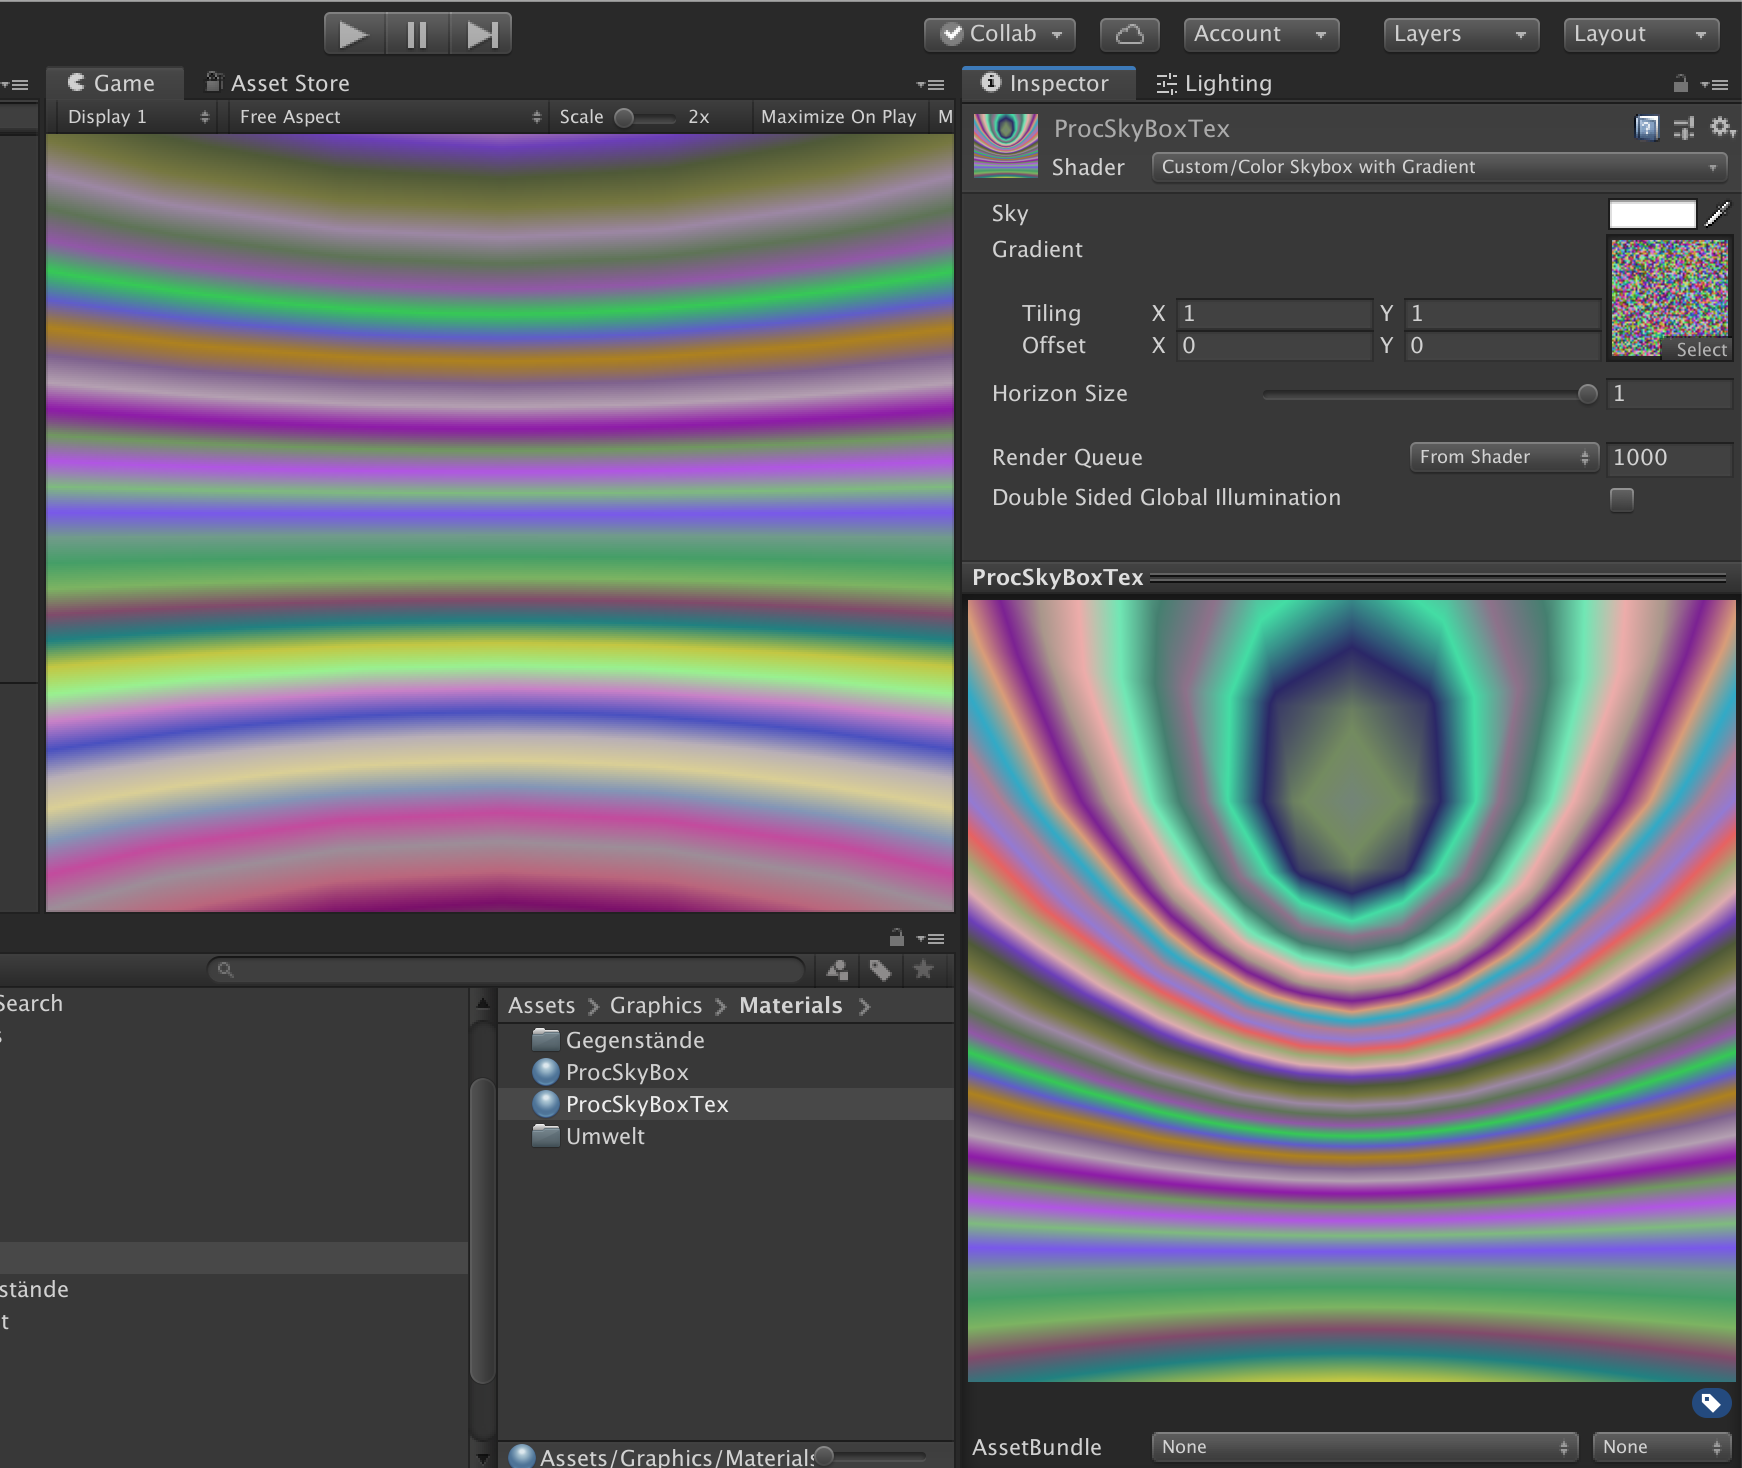 Collab
Account
Layers
Layout
Game
Asset Store
Inspector
Lighting
Display 1
Free Aspect
Scale
2x
Maximize On Play
M
ProcSkyBoxTex
Shader
Custom/Color Skybox with Gradient
Sky
Gradient
Tiling X 1 Y 1
Offset X 0 Y 0
Select
Horizon Size
1
Render Queue
From Shader
1000
Double Sided Global Illumination
ProcSkyBoxTex
Search
s
stände
t
Assets
Graphics
Materials
Gegenstände
ProcSkyBox
ProcSkyBoxTex
Umwelt
Assets/Graphics/Materials
AssetBundle
None
None